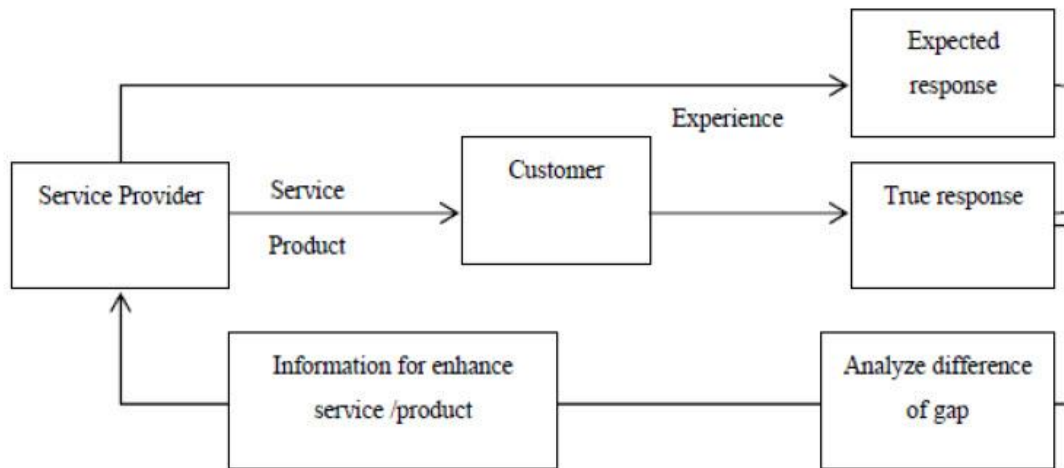 Expected
response
Experience
Service Provider
Service
Product
Customer
True response
Information for enhance
service /product
Analyze difference
of gap